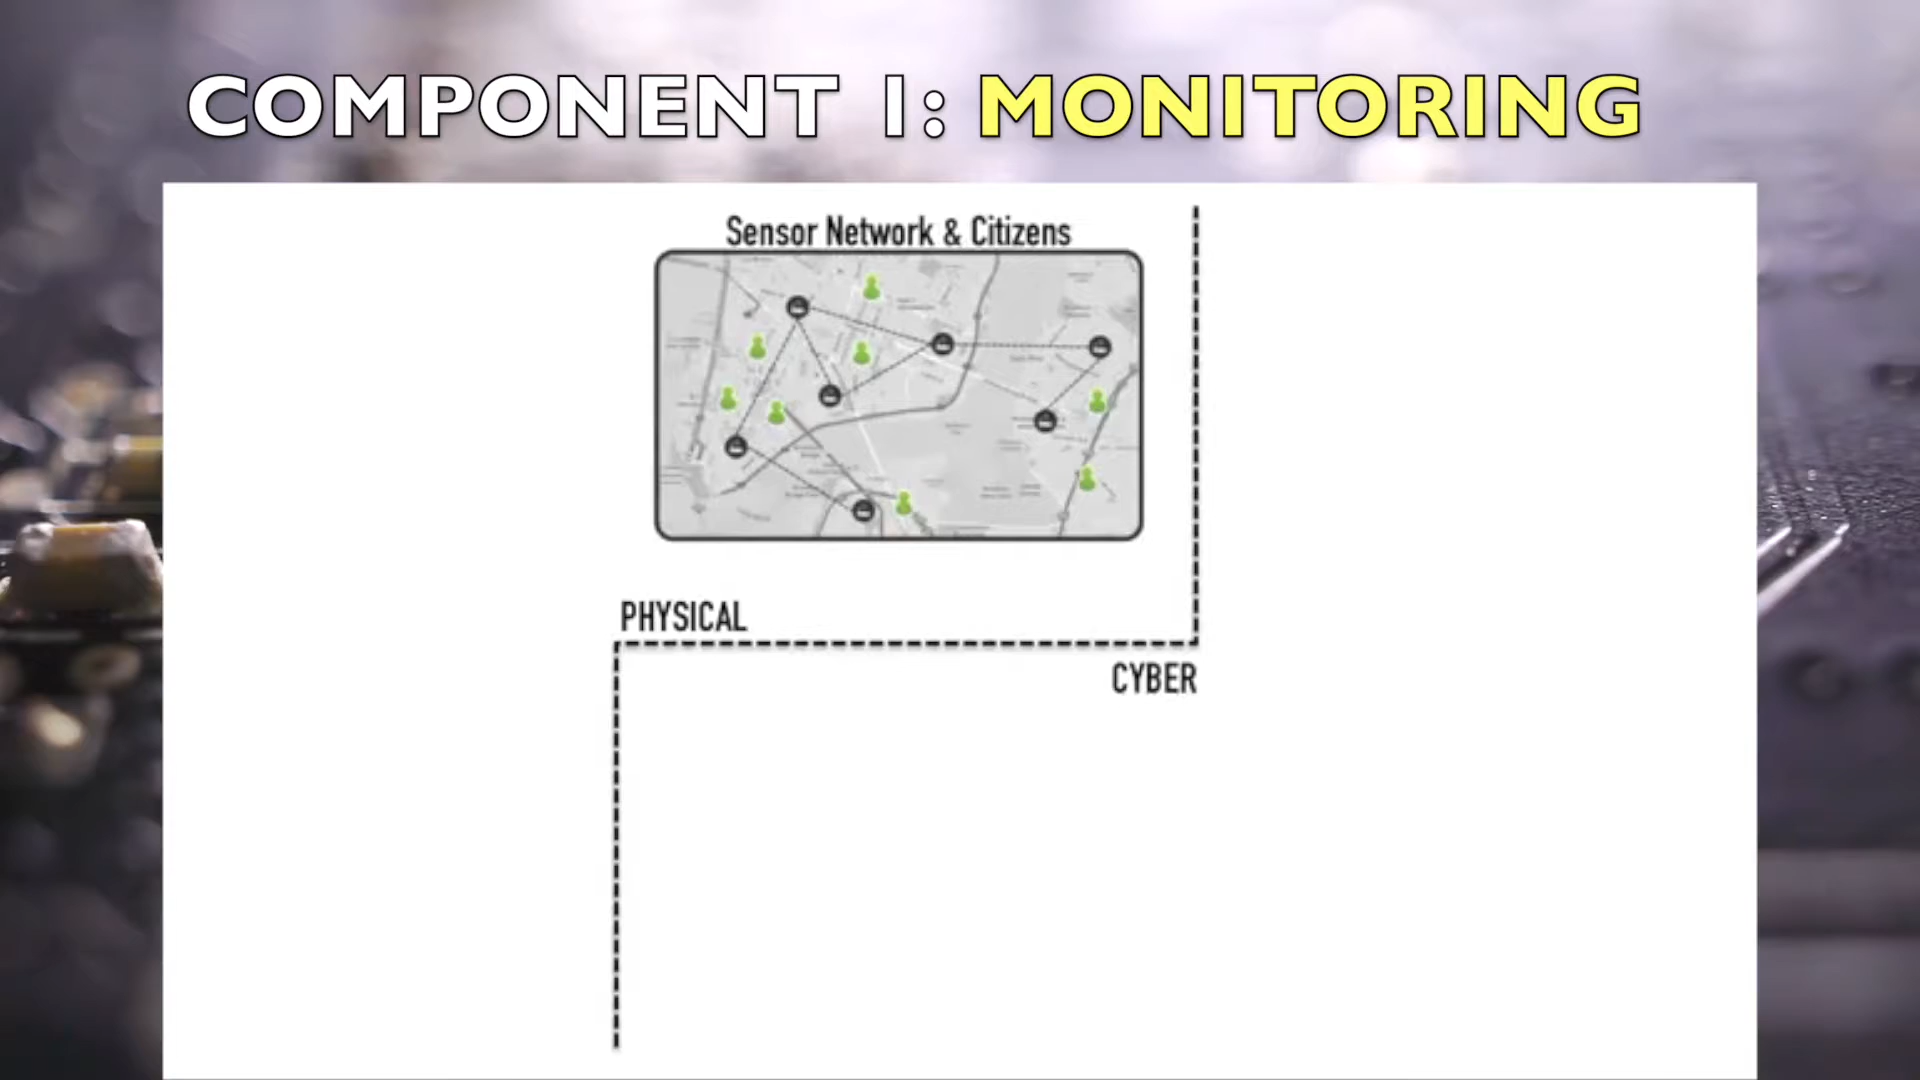 COMPONENT 1: MONITORING
Sensor Network & Citizens
PHYSICAL
CYBER